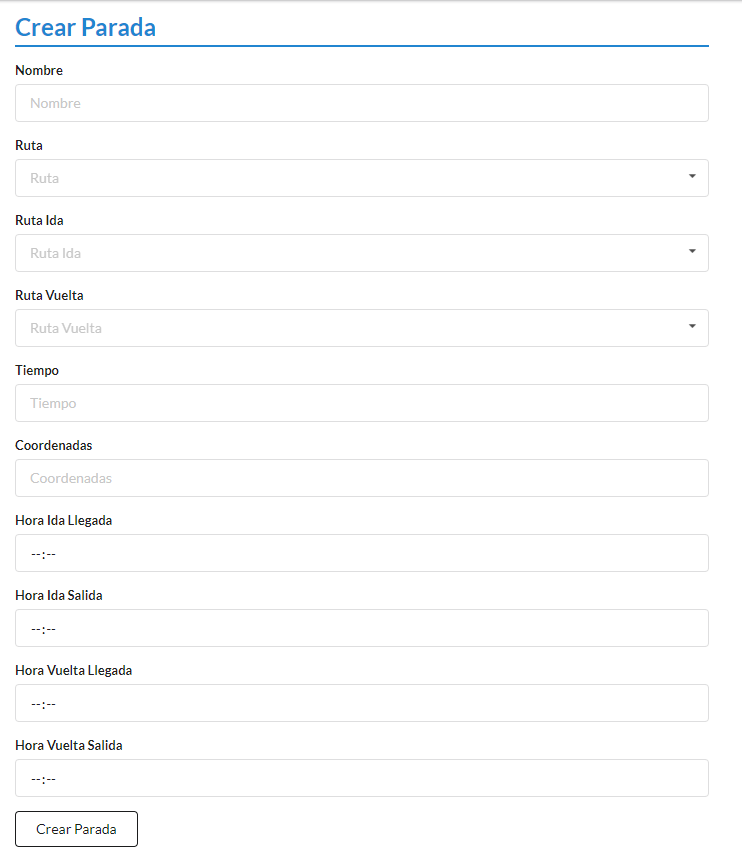 Crear Parada
Nombre
Nombre
Ruta
Ruta
Ruta Ida
Ruta Ida
Ruta Vuelta
Ruta Vuelta
Tiempo
Tiempo
Coordenadas
Coordenadas
Hora Ida Llegada
--:--
Hora Ida Salida
--:--
Hora Vuelta Llegada
--:--
Hora Vuelta Salida
--:--
Crear Parada